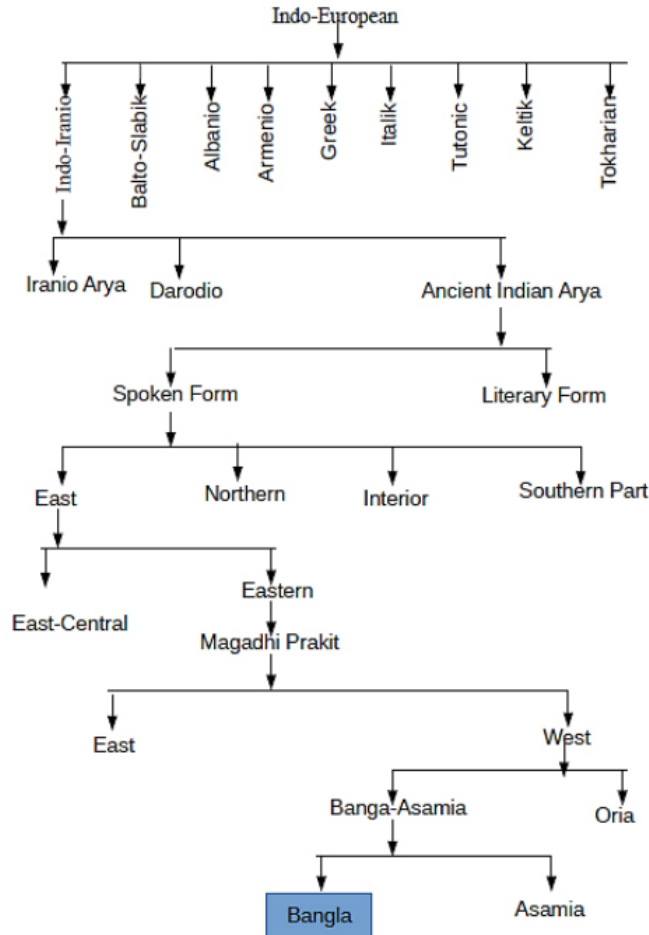 Indo-European
Indo-Iranio
Balto-Slabik
Albanio
Armenio
Greek
Italik
Tutonic
Keltik
Tokharian
Iranio Arya
Darodio
Ancient Indian Arya
Spoken Form
Literary Form
East
Northern
Interior
Southern Part
East-Central
Eastern
Magadhi Prakit
East
West
Banga-Asamia
Oria
Bangla
Asamia